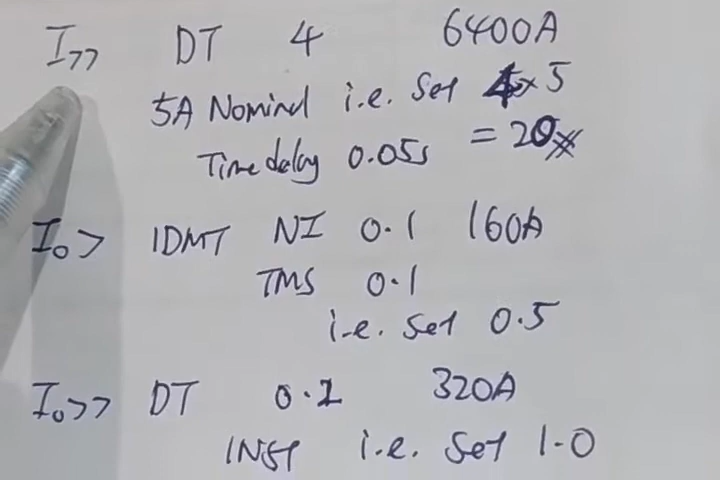 I>> DT 4 6400A
5A Nominal i.e. Set 4x5
Time delay 0.05s = 20
I₀> IDMT NI 0.1 160A
TMS 0.1
i.e. Set 0.5
I₀>> DT 0.2 320A
INST i.e. Set 1.0